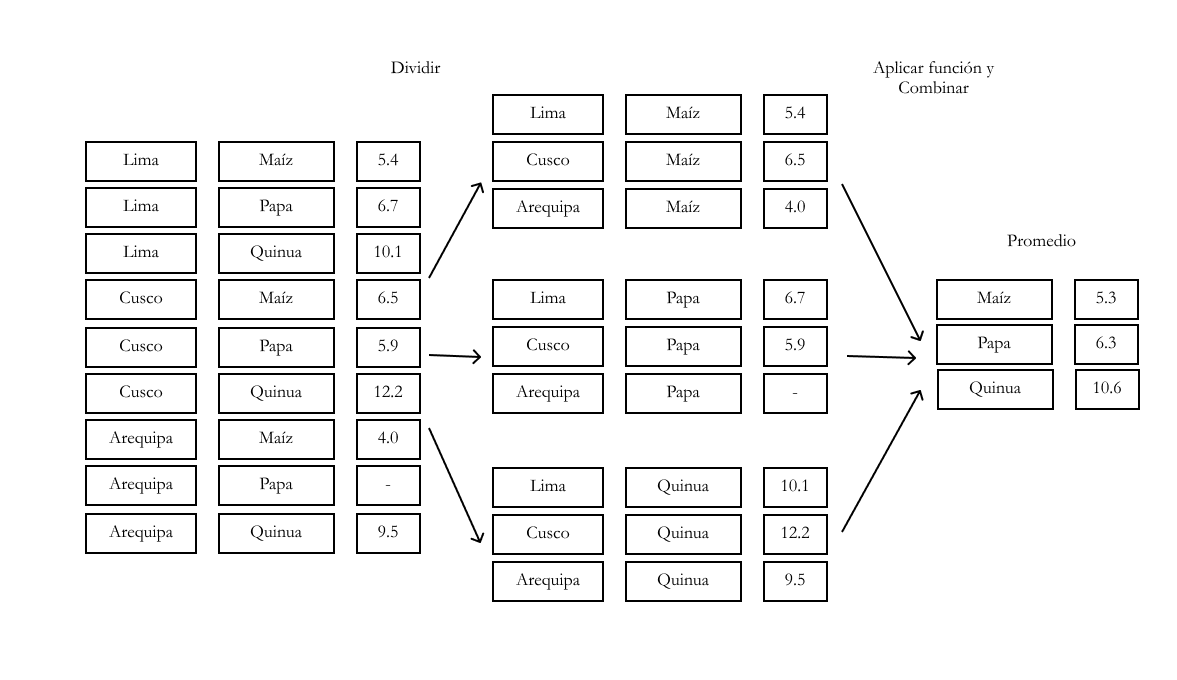 Dividir
Aplicar función y
Combinar
Lima Maíz 5.4
Lima Papa 6.7
Lima Quinua 10.1
Cusco Maíz 6.5
Cusco Papa 5.9
Cusco Quinua 12.2
Arequipa Maíz 4.0
Arequipa Papa -
Arequipa Quinua 9.5
Lima Maíz 5.4
Cusco Maíz 6.5
Arequipa Maíz 4.0
Lima Papa 6.7
Cusco Papa 5.9
Arequipa Papa -
Lima Quinua 10.1
Cusco Quinua 12.2
Arequipa Quinua 9.5
Promedio
Maíz 5.3
Papa 6.3
Quinua 10.6